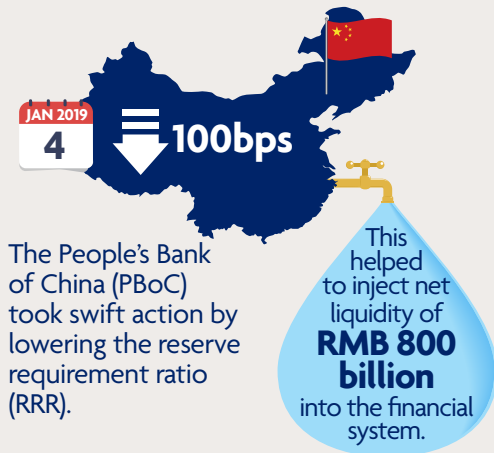 JAN 2019
4
100bps
The People's Bank
of China (PBoC)
took swift action by
lowering the reserve
requirement ratio
(RRR).
This
helped
to inject net
liquidity of
RMB 800
billion
into the financial
system.